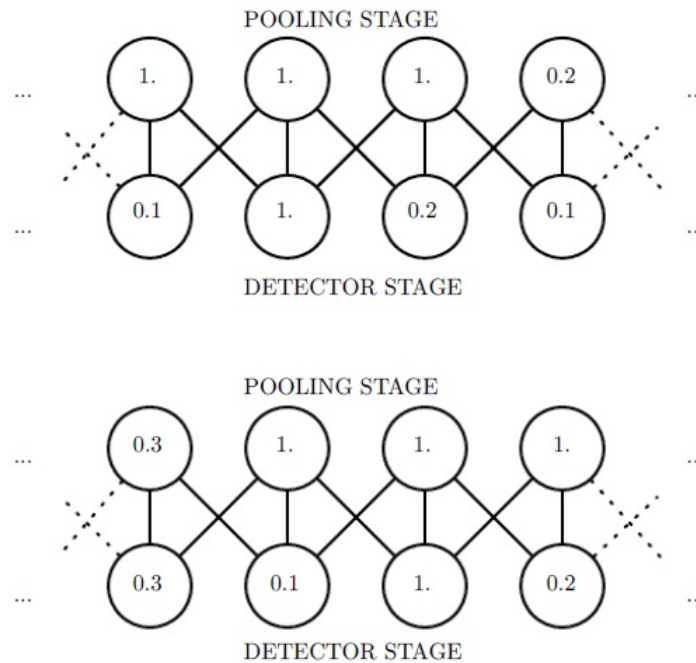 POOLING STAGE
1. 1. 1. 0.2
... ...
0.1 1. 0.2 0.1
... ...
DETECTOR STAGE
POOLING STAGE
0.3 1. 1. 1.
... ...
0.3 0.1 1. 0.2
... ...
DETECTOR STAGE